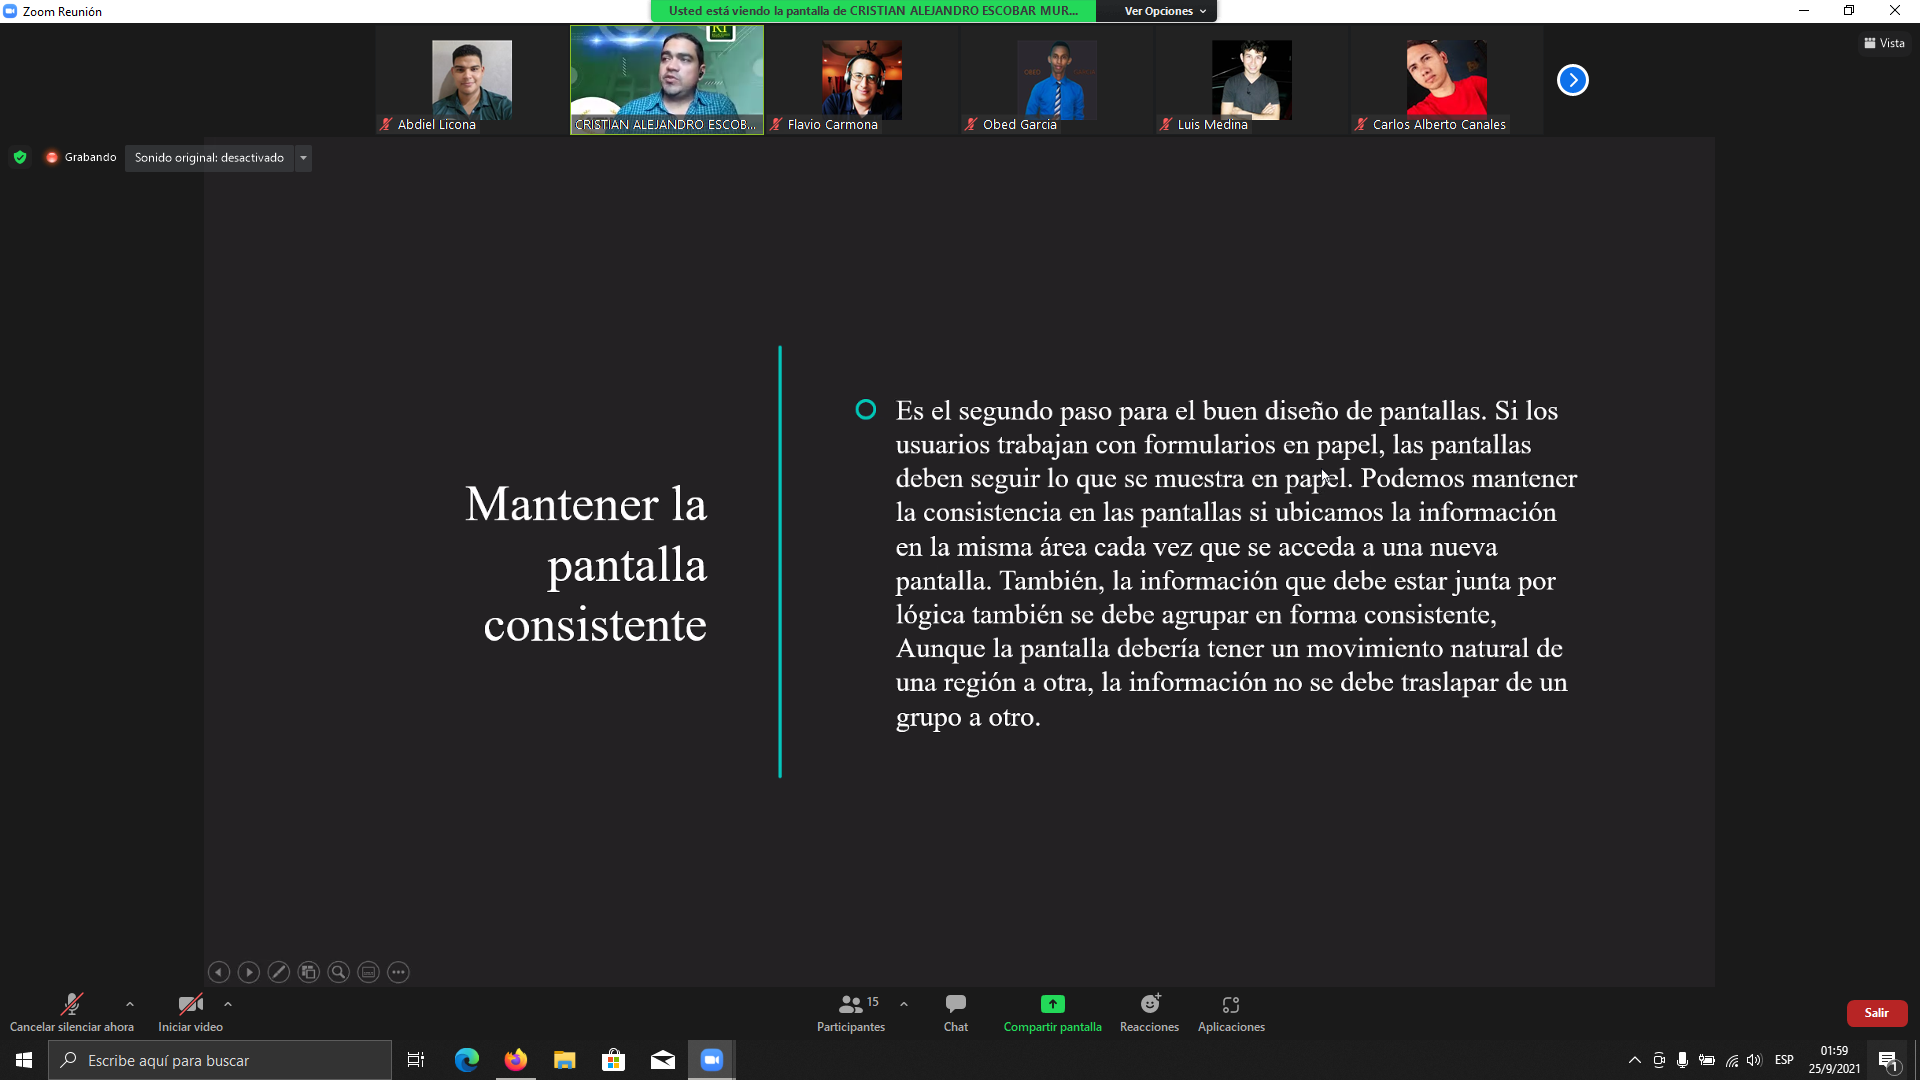 Zoom Reunión
Usted está viendo la pantalla de CRISTIAN ALEJANDRO ESCOBAR MUR...
Ver Opciones
Vista
Abdiel Licona
CRISTIAN ALEJANDRO ESCOB...
Flavio Carmona
Obed Garcia
Luis Medina
Carlos Alberto Canales
Grabando
Sonido original: desactivado
Mantener la
pantalla
consistente
Es el segundo paso para el buen diseño de pantallas. Si los
usuarios trabajan con formularios en papel, las pantallas
deben seguir lo que se muestra en papel. Podemos mantener
la consistencia en las pantallas si ubicamos la información
en la misma área cada vez que se acceda a una nueva
pantalla. También, la información que debe estar junta por
lógica también se debe agrupar en forma consistente,
Aunque la pantalla debería tener un movimiento natural de
una región a otra, la información no se debe traslapar de un
grupo a otro.
Cancelar silenciar ahora
Iniciar video
15
Participantes
Chat
Compartir pantalla
Reacciones
Aplicaciones
Salir
Escribe aquí para buscar
ESP
01:59
25/9/2021
1